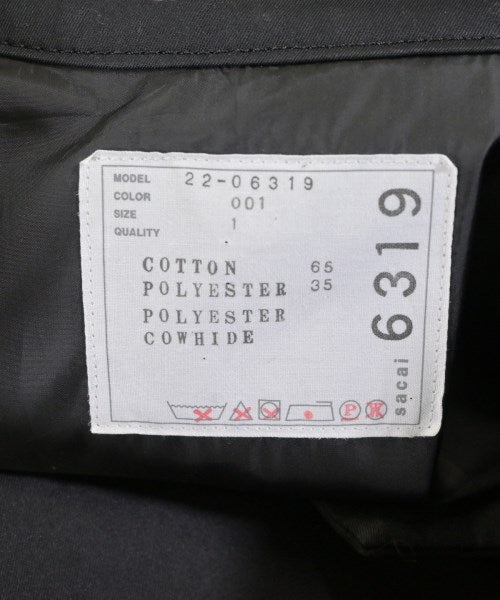 MODEL 22-06319
COLOR 001
SIZE 1
QUALITY
COTTON 65
POLYESTER 35
POLYESTER
COWHIDE
P
sacai 6319